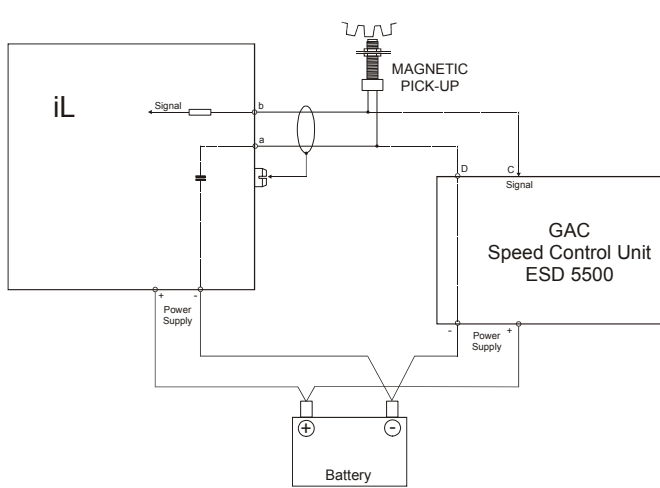 MAGNETIC
PICK-UP
iL
Signal
b
a
D
C
Signal
GAC
Speed Control Unit
ESD 5500
+
-
Power
Supply
-
Power
Supply
+
+
-
Battery